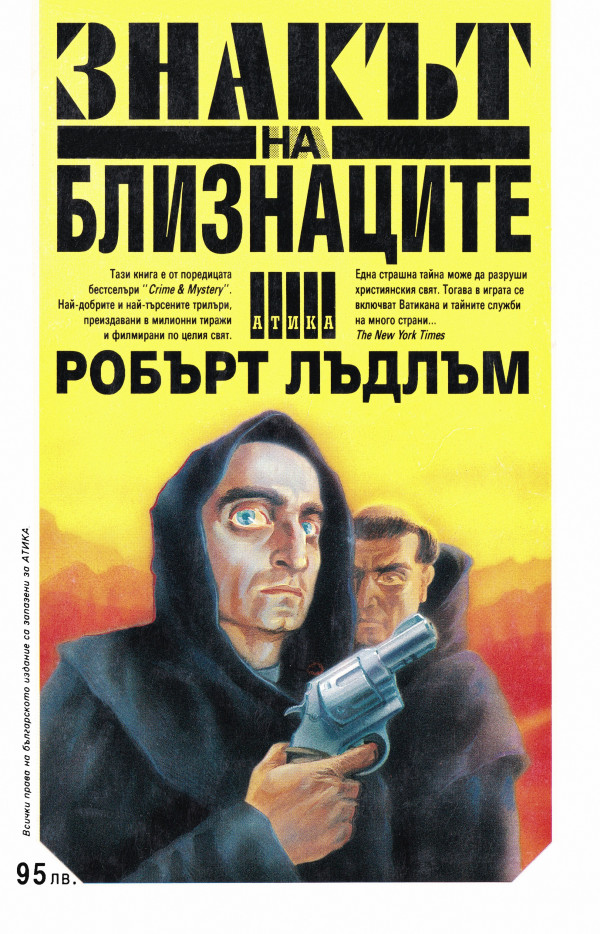 ЗНАКЪТ
НА
БЛИЗНАЦИТЕ
Тази книга е от поредицата
бестселъри "Crime & Mystery".
Най-добрите и най-търсените трилъри,
преиздавани в милионни тиражи
и филмирани по целия свят.
АТИКА
Една страшна тайна може да разруши
християнския свят. Тогава в играта се
включват Ватикана и тайните служби
на много страни...
The New York Times
РОБЪРТ ЛЪДЛЪМ
Всички права на българското издание са запазени за АТИКА
95 лв.